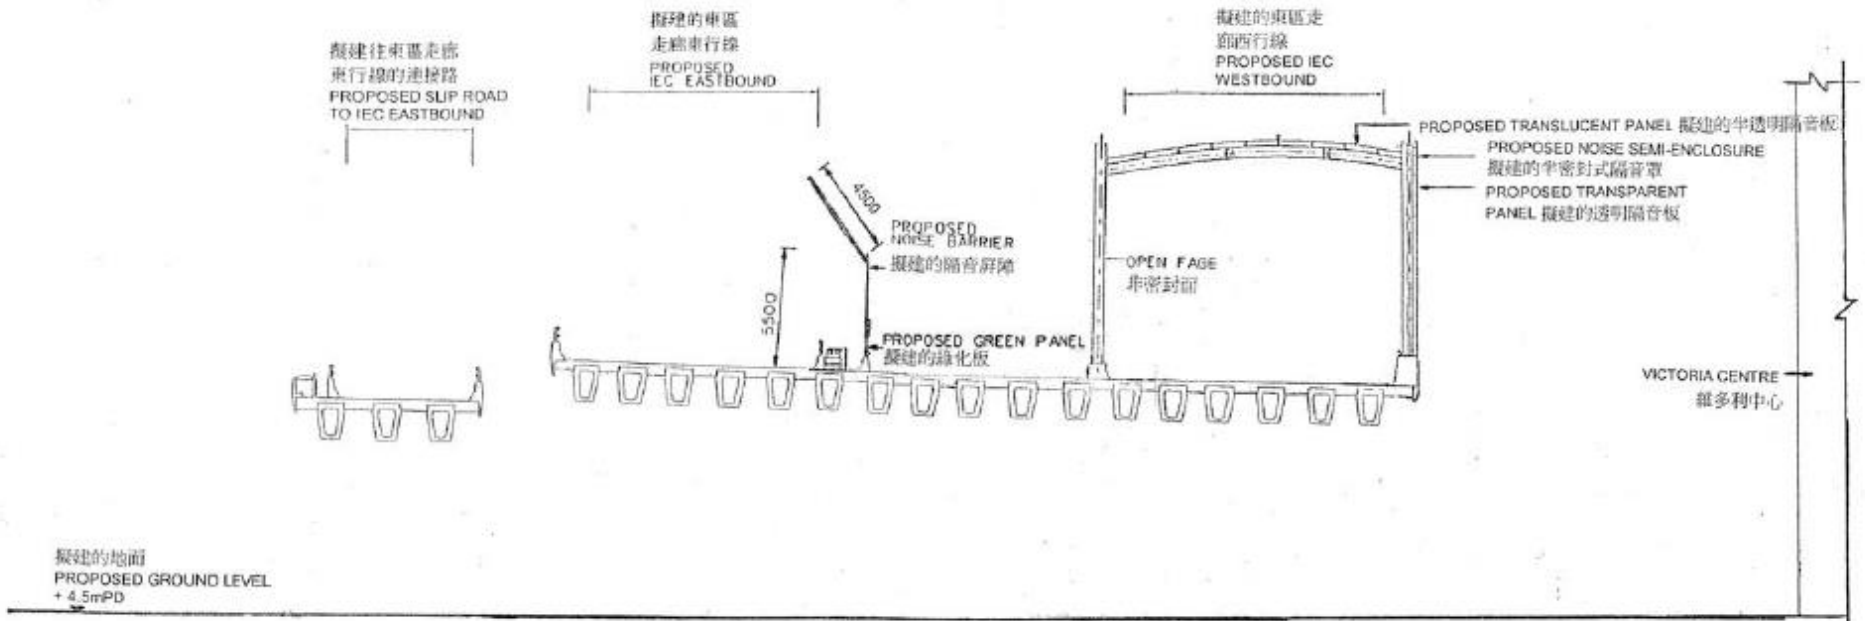 擬建往東區走廊
東行線的連接路
PROPOSED SLIP ROAD
TO IEC EASTBOUND
擬建的東區
走廊東行線
PROPOSED
IEC EASTBOUND
擬建的東區走
廊西行線
PROPOSED IEC
WESTBOUND
PROPOSED TRANSLUCENT PANEL 擬建的半透明隔音板
PROPOSED NOISE SEMI-ENCLOSURE
擬建的半密封式隔音罩
PROPOSED TRANSPARENT
PANEL 擬建的透明隔音板
4500
PROPOSED
NOISE BARRIER
擬建的隔音屏障
OPEN FAGE
非密封面
5500
PROPOSED GREEN PANEL
擬建的綠化板
VICTORIA CENTRE
維多利中心
擬建的地面
PROPOSED GROUND LEVEL
+ 4.5mPD